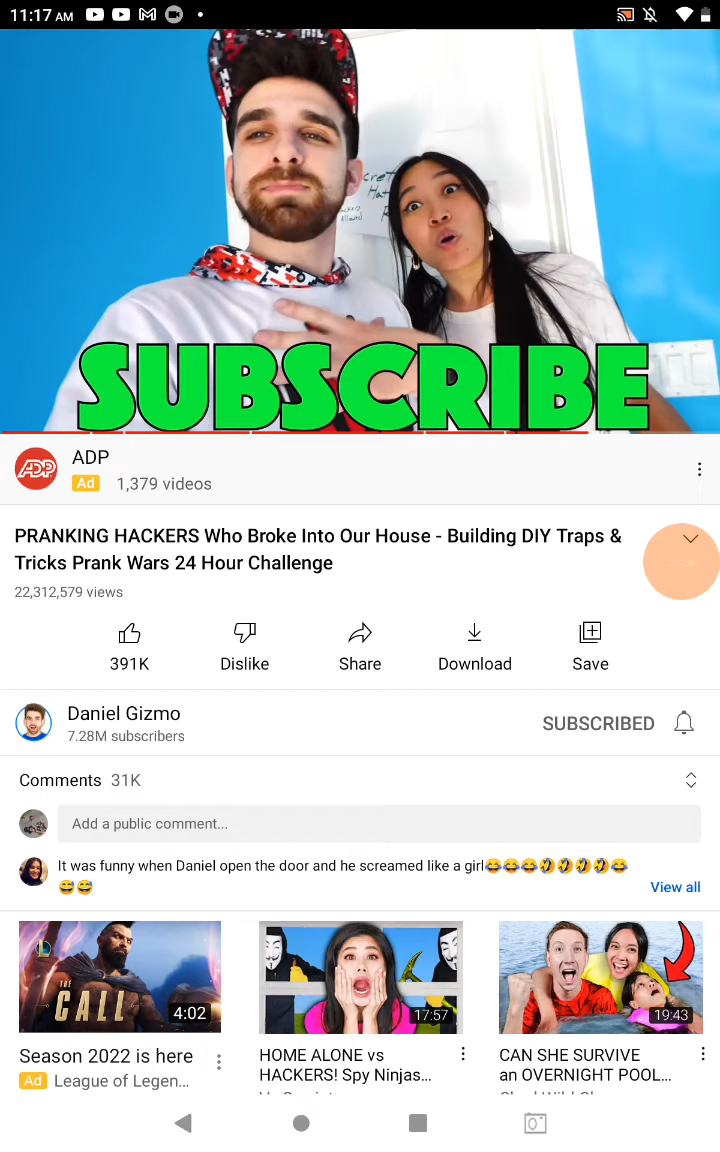 11:17 AM
SUBSCRIBE
ADP
ADP
Ad 1,379 videos
PRANKING HACKERS Who Broke Into Our House - Building DIY Traps &
Tricks Prank Wars 24 Hour Challenge
22,312,579 views
391K Dislike Share Download Save
Daniel Gizmo
7.28M subscribers
SUBSCRIBED
Comments 31K
Add a public comment...
It was funny when Daniel open the door and he screamed like a girl😂😂😂🤣🤣🤣🤣😂
😅😅
View all
THE
CALL
4:02
17:57
19:43
Season 2022 is here
Ad League of Legen...
HOME ALONE vs
HACKERS! Spy Ninjas...
CAN SHE SURVIVE
an OVERNIGHT POOL...